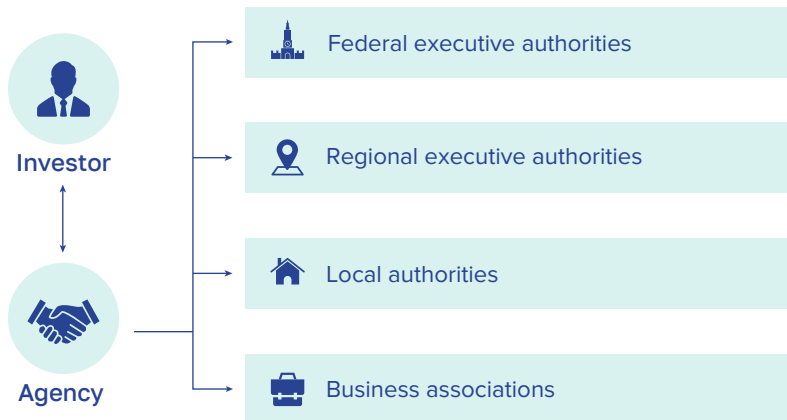 Federal executive authorities
Investor
Regional executive authorities
Local authorities
Agency
Business associations